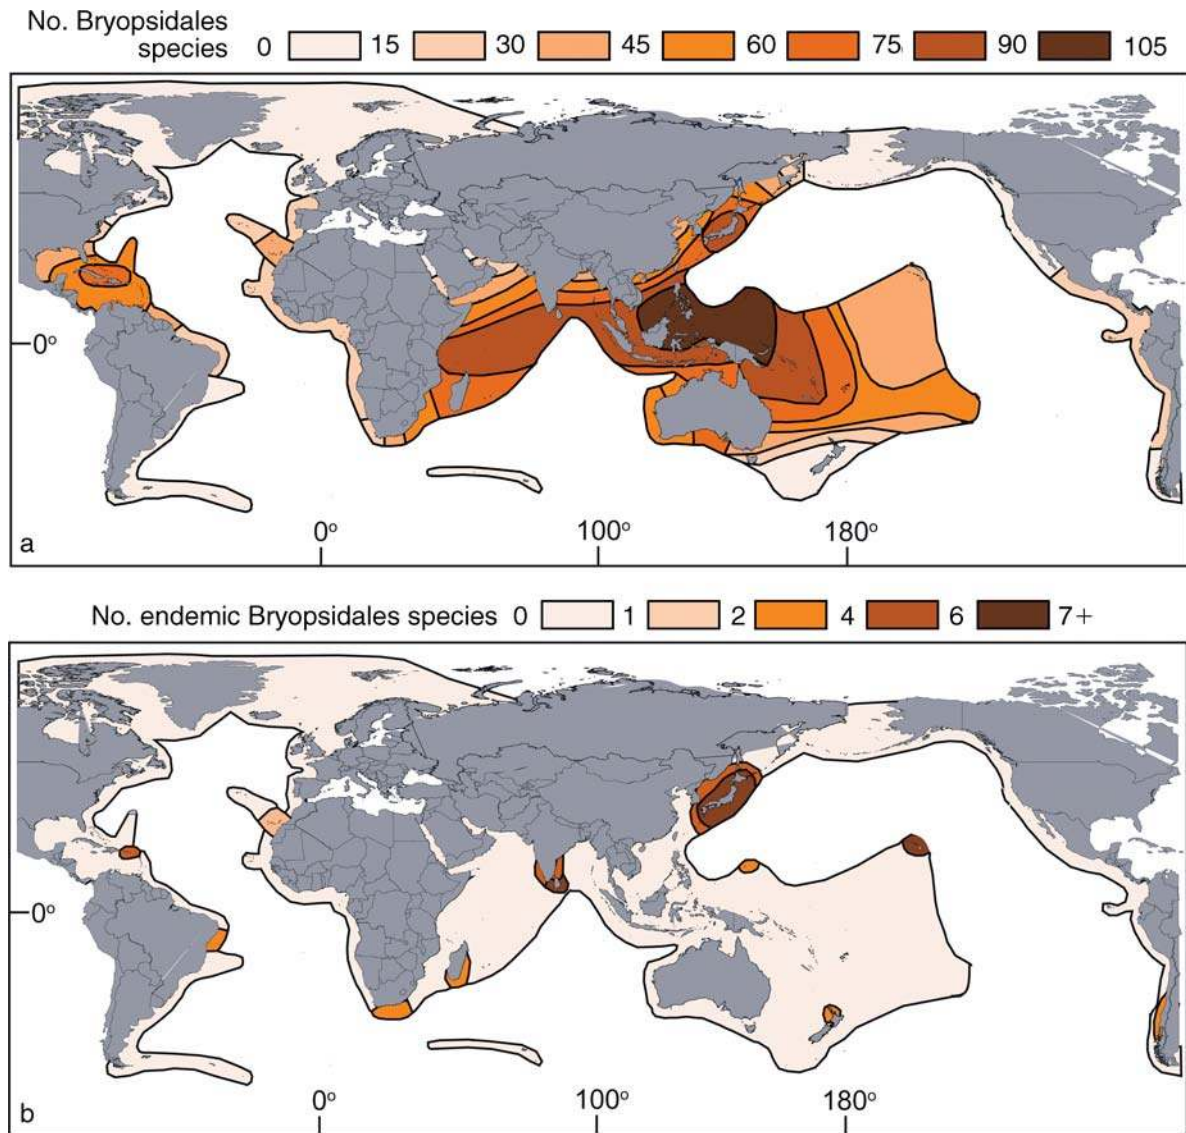 No. Bryopsidales
species 0 15 30 45 60 75 90 105
0°
0° 100° 180°
a
No. endemic Bryopsidales species 0 1 2 4 6 7+
0°
0° 100° 180°
b